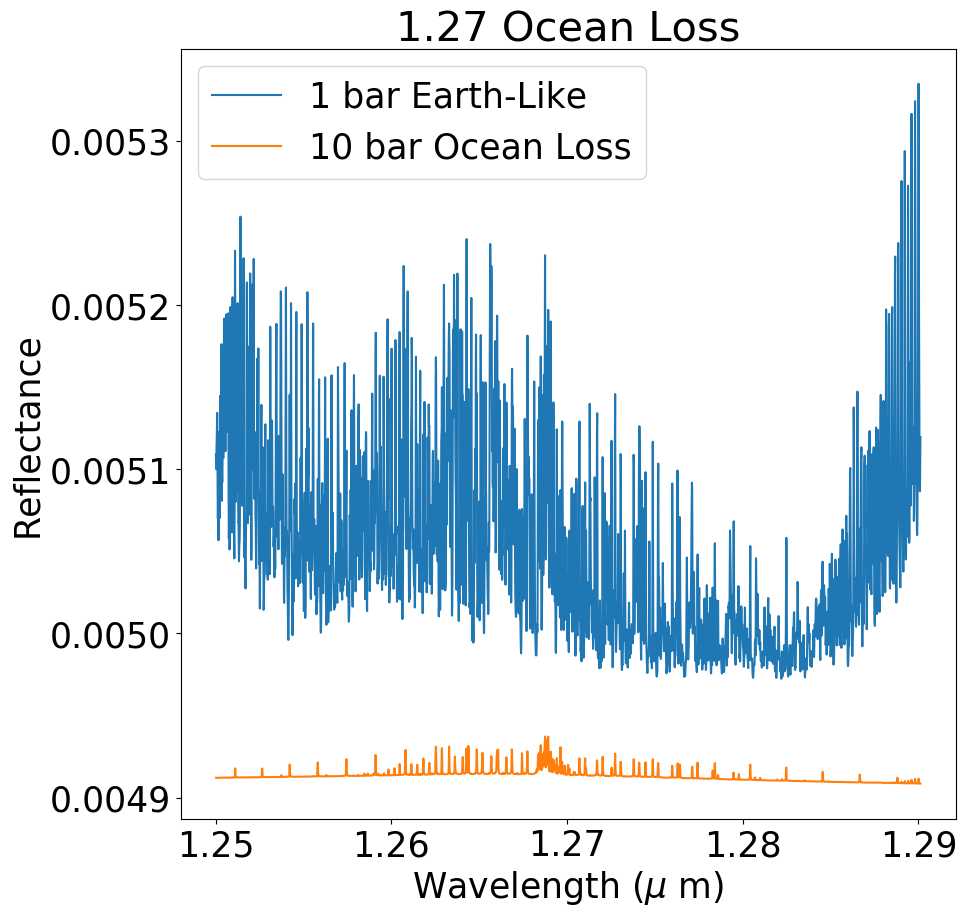 1.27 Ocean Loss
1 bar Earth-Like
10 bar Ocean Loss
Reflectance
0.0053
0.0052
0.0051
0.0050
0.0049
1.25 1.26 1.27 1.28 1.29
Wavelength (μ m)